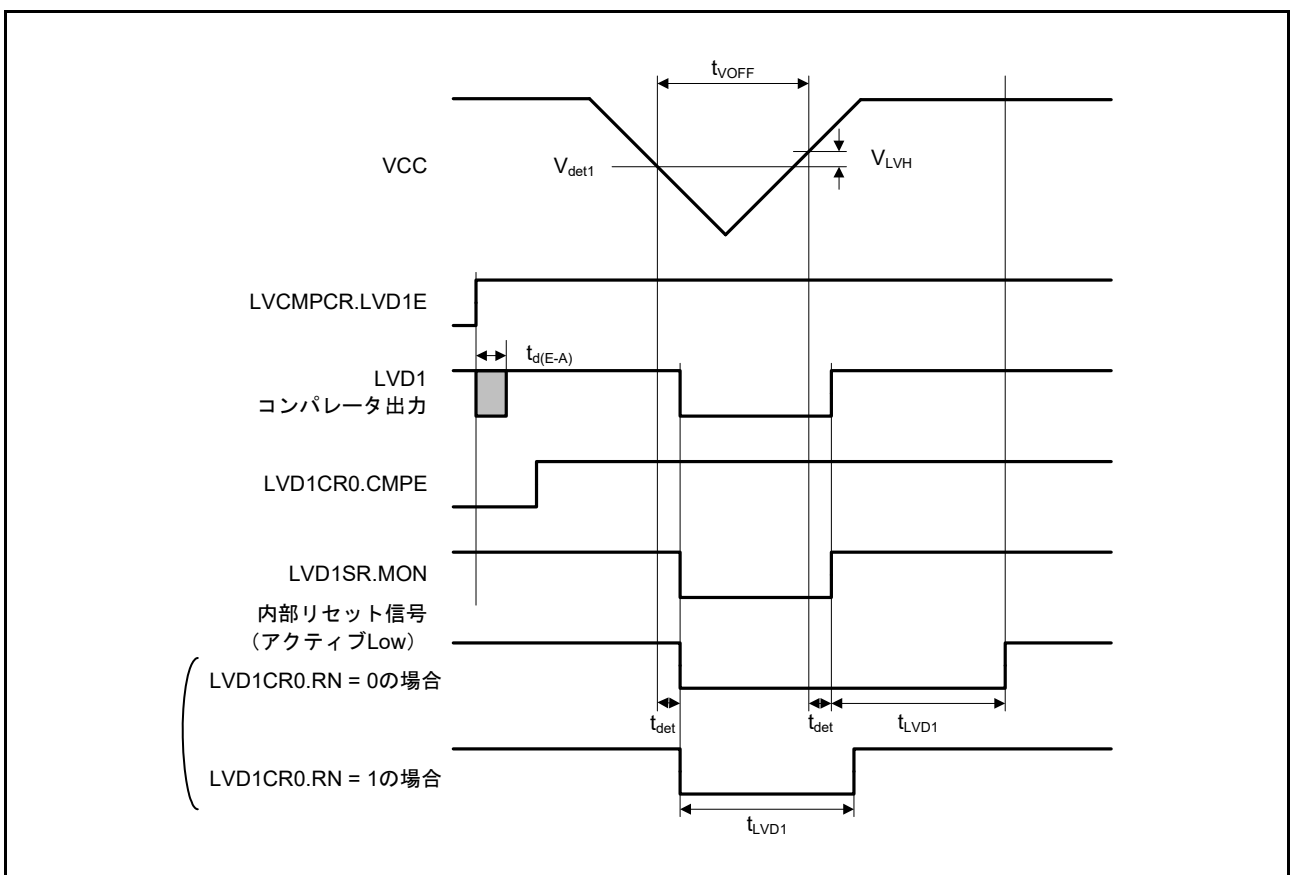 tVOFF
VCC
Vdet1
VLVH
LVCMPCR.LVD1E
td(E-A)
LVD1
コンパレータ出力
LVD1CR0.CMPE
LVD1SR.MON
内部リセット信号
（アクティブLow）
LVD1CR0.RN = 0の場合
tdet
tdet
tLVD1
LVD1CR0.RN = 1の場合
tLVD1